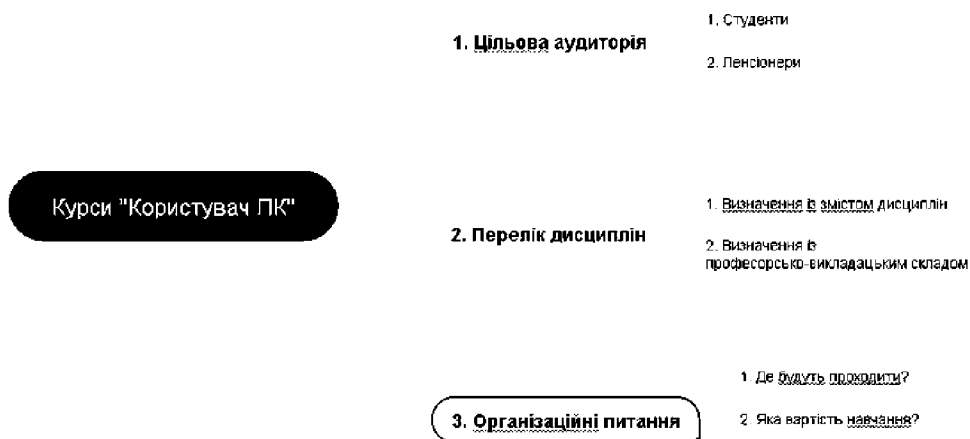 Курси "Користувач ПК"
1. Цільова аудиторія
1. Студенти
2. Пенсіонери
2. Перелік дисциплін
1. Визначення із змістом дисциплін
2. Визначення із
професорсько-викладацьким складом
3. Організаційні питання
1. Де будуть проходити?
2. Яка вартість навчання?